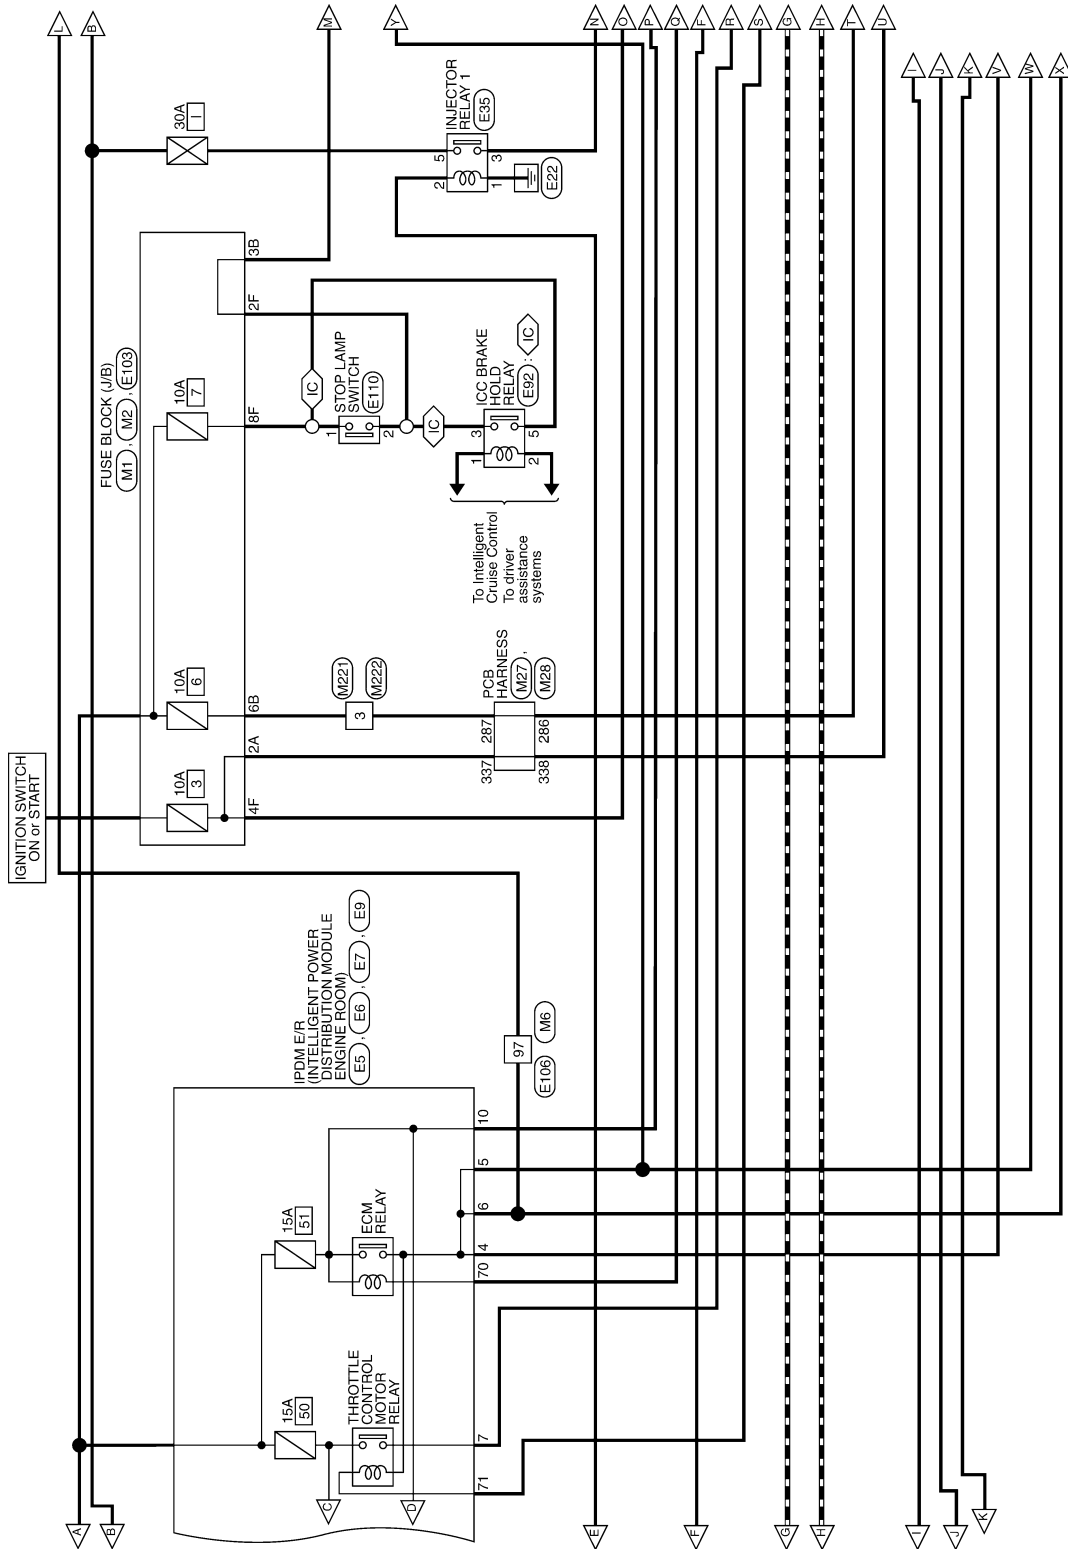 L
B
M
Y
N
O
P
Q
F
R
S
G
H
T
U
I
J
K
V
W
X
30A
I
INJECTOR
RELAY 1
E35
5
3
2
1
E22
IGNITION SWITCH
ON or START
FUSE BLOCK (J/B)
M1 , M2 , E103
10A
3
10A
6
10A
7
4F
2A
6B
8F
2F
3B
IC
STOP LAMP
SWITCH
E110
1
2
IC
ICC BRAKE
HOLD
RELAY
E92 : IC
3
5
1
2
To Intelligent
Cruise Control
To driver
assistance
systems
M221
3
M222
PCB
HARNESS
M27 ,
M28
287
286
337
338
IPDM E/R
(INTELLIGENT POWER
DISTRIBUTION MODULE
ENGINE ROOM)
E5 , E6 , E7 , E9
E106
97
M6
15A
51
ECM
RELAY
15A
50
THROTTLE
CONTROL
MOTOR
RELAY
C
D
71
7
70
4
6
5
10
A
B
E
F
G
H
I
J
K